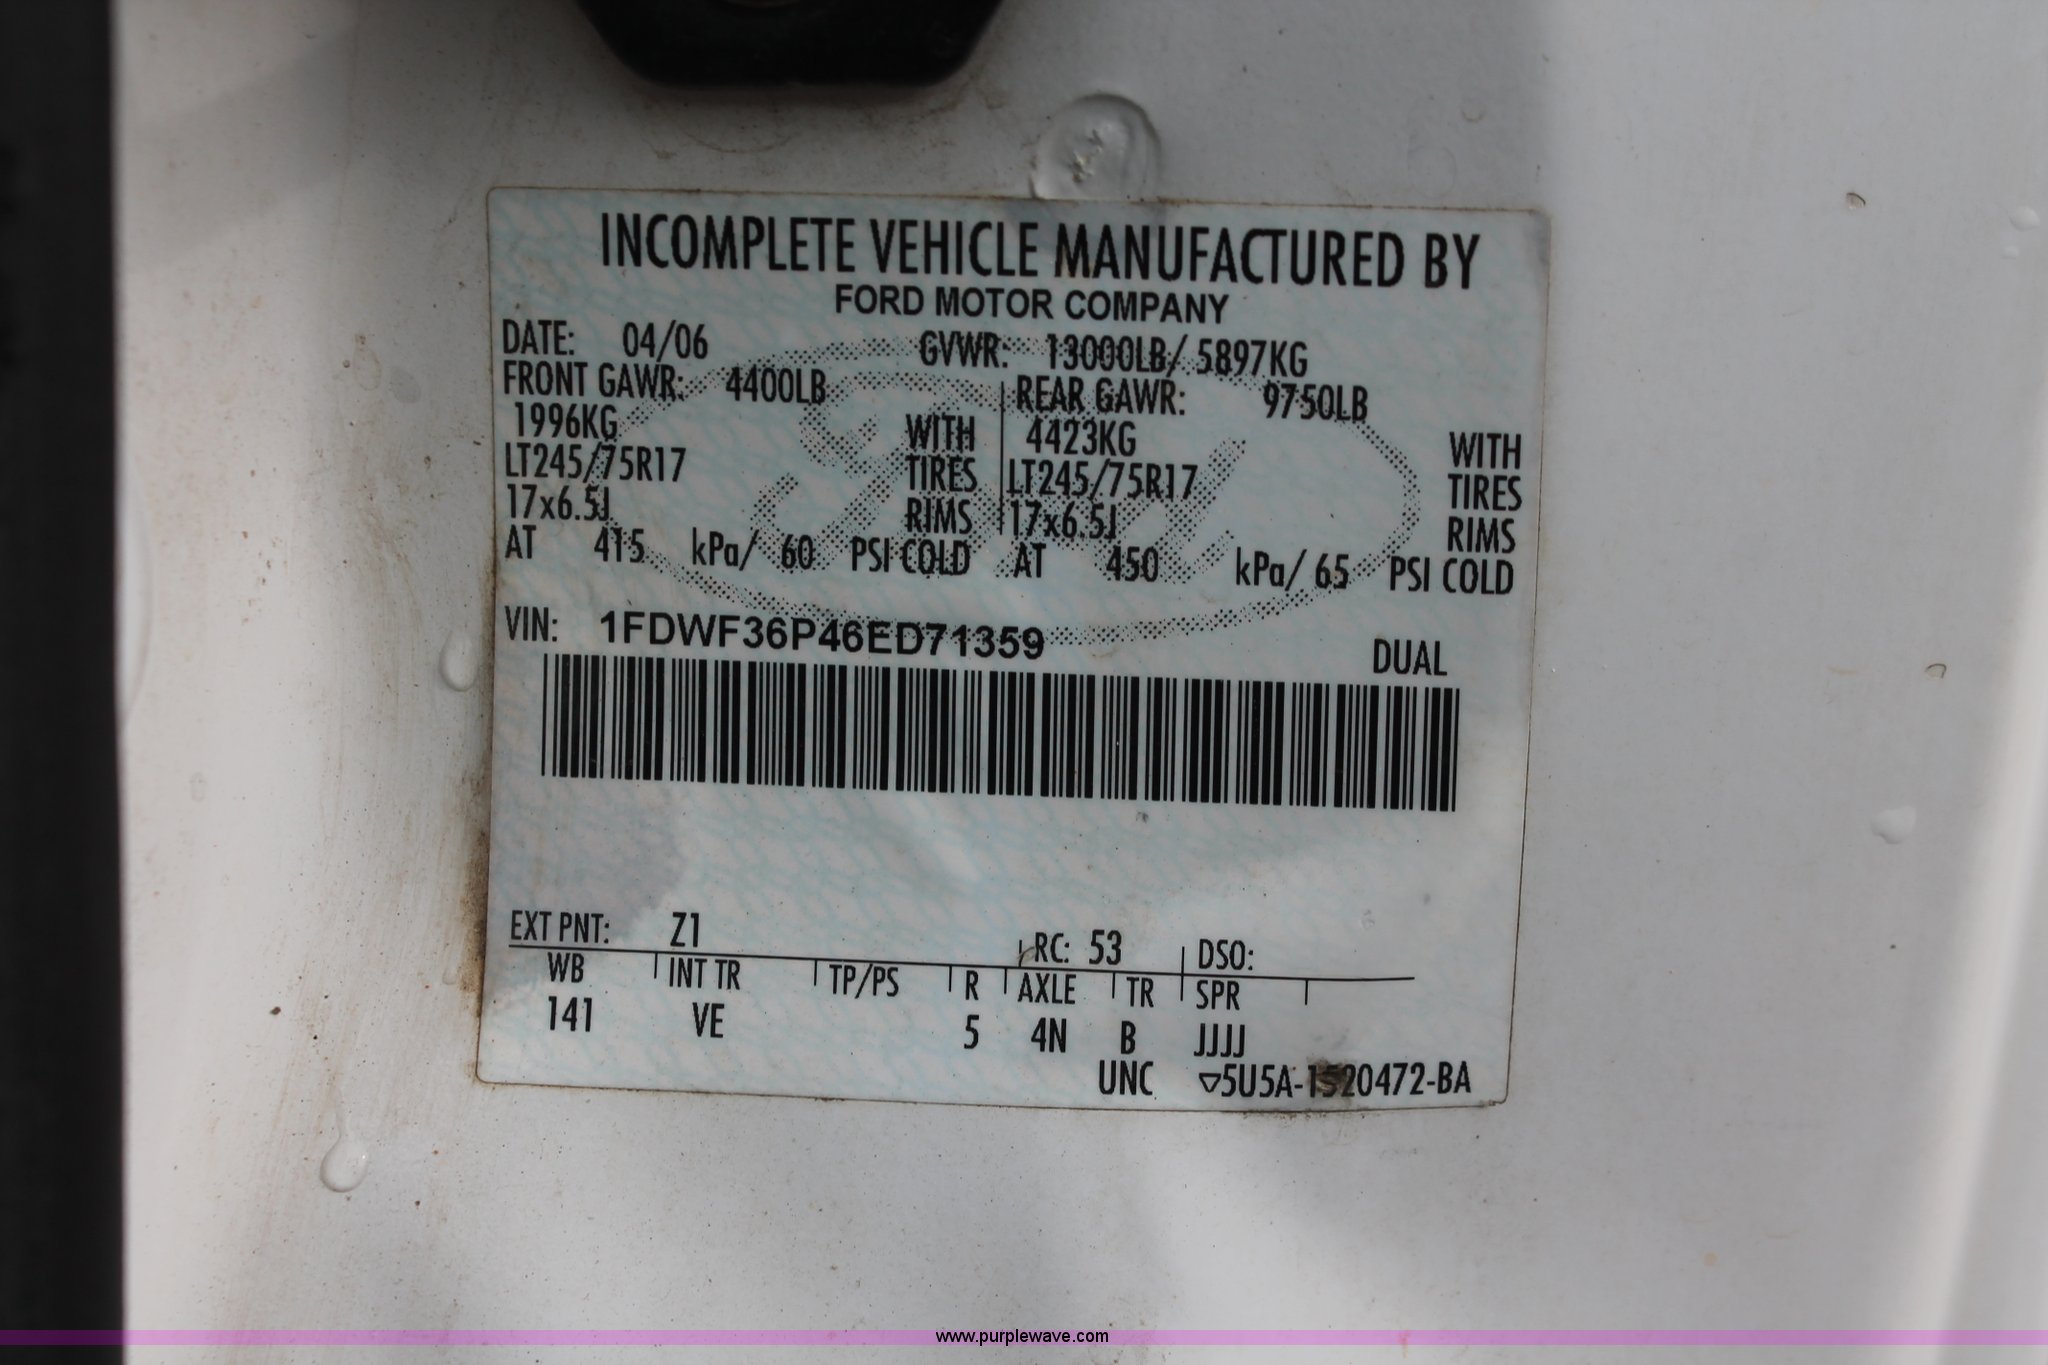 INCOMPLETE VEHICLE MANUFACTURED BY
FORD MOTOR COMPANY
DATE: 04/06 GVWR: 13000LB/ 5897KG
FRONT GAWR: 4400LB REAR GAWR: 9750LB
1996KG WITH 4423KG WITH
LT245/75R17 TIRES LT245/75R17 TIRES
17x6.5J RIMS 17x6.5J RIMS
AT 415 kPa/ 60 PSI COLD AT 450 kPa/ 65 PSI COLD
VIN: 1FDWF36P46ED71359
DUAL
EXT PNT: Z1 RC: 53 DSO:
WB INT TR TP/PS R AXLE TR SPR
141 VE 5 4N B JJJJ
UNC ▽5U5A-1520472-BA
www.purplewave.com